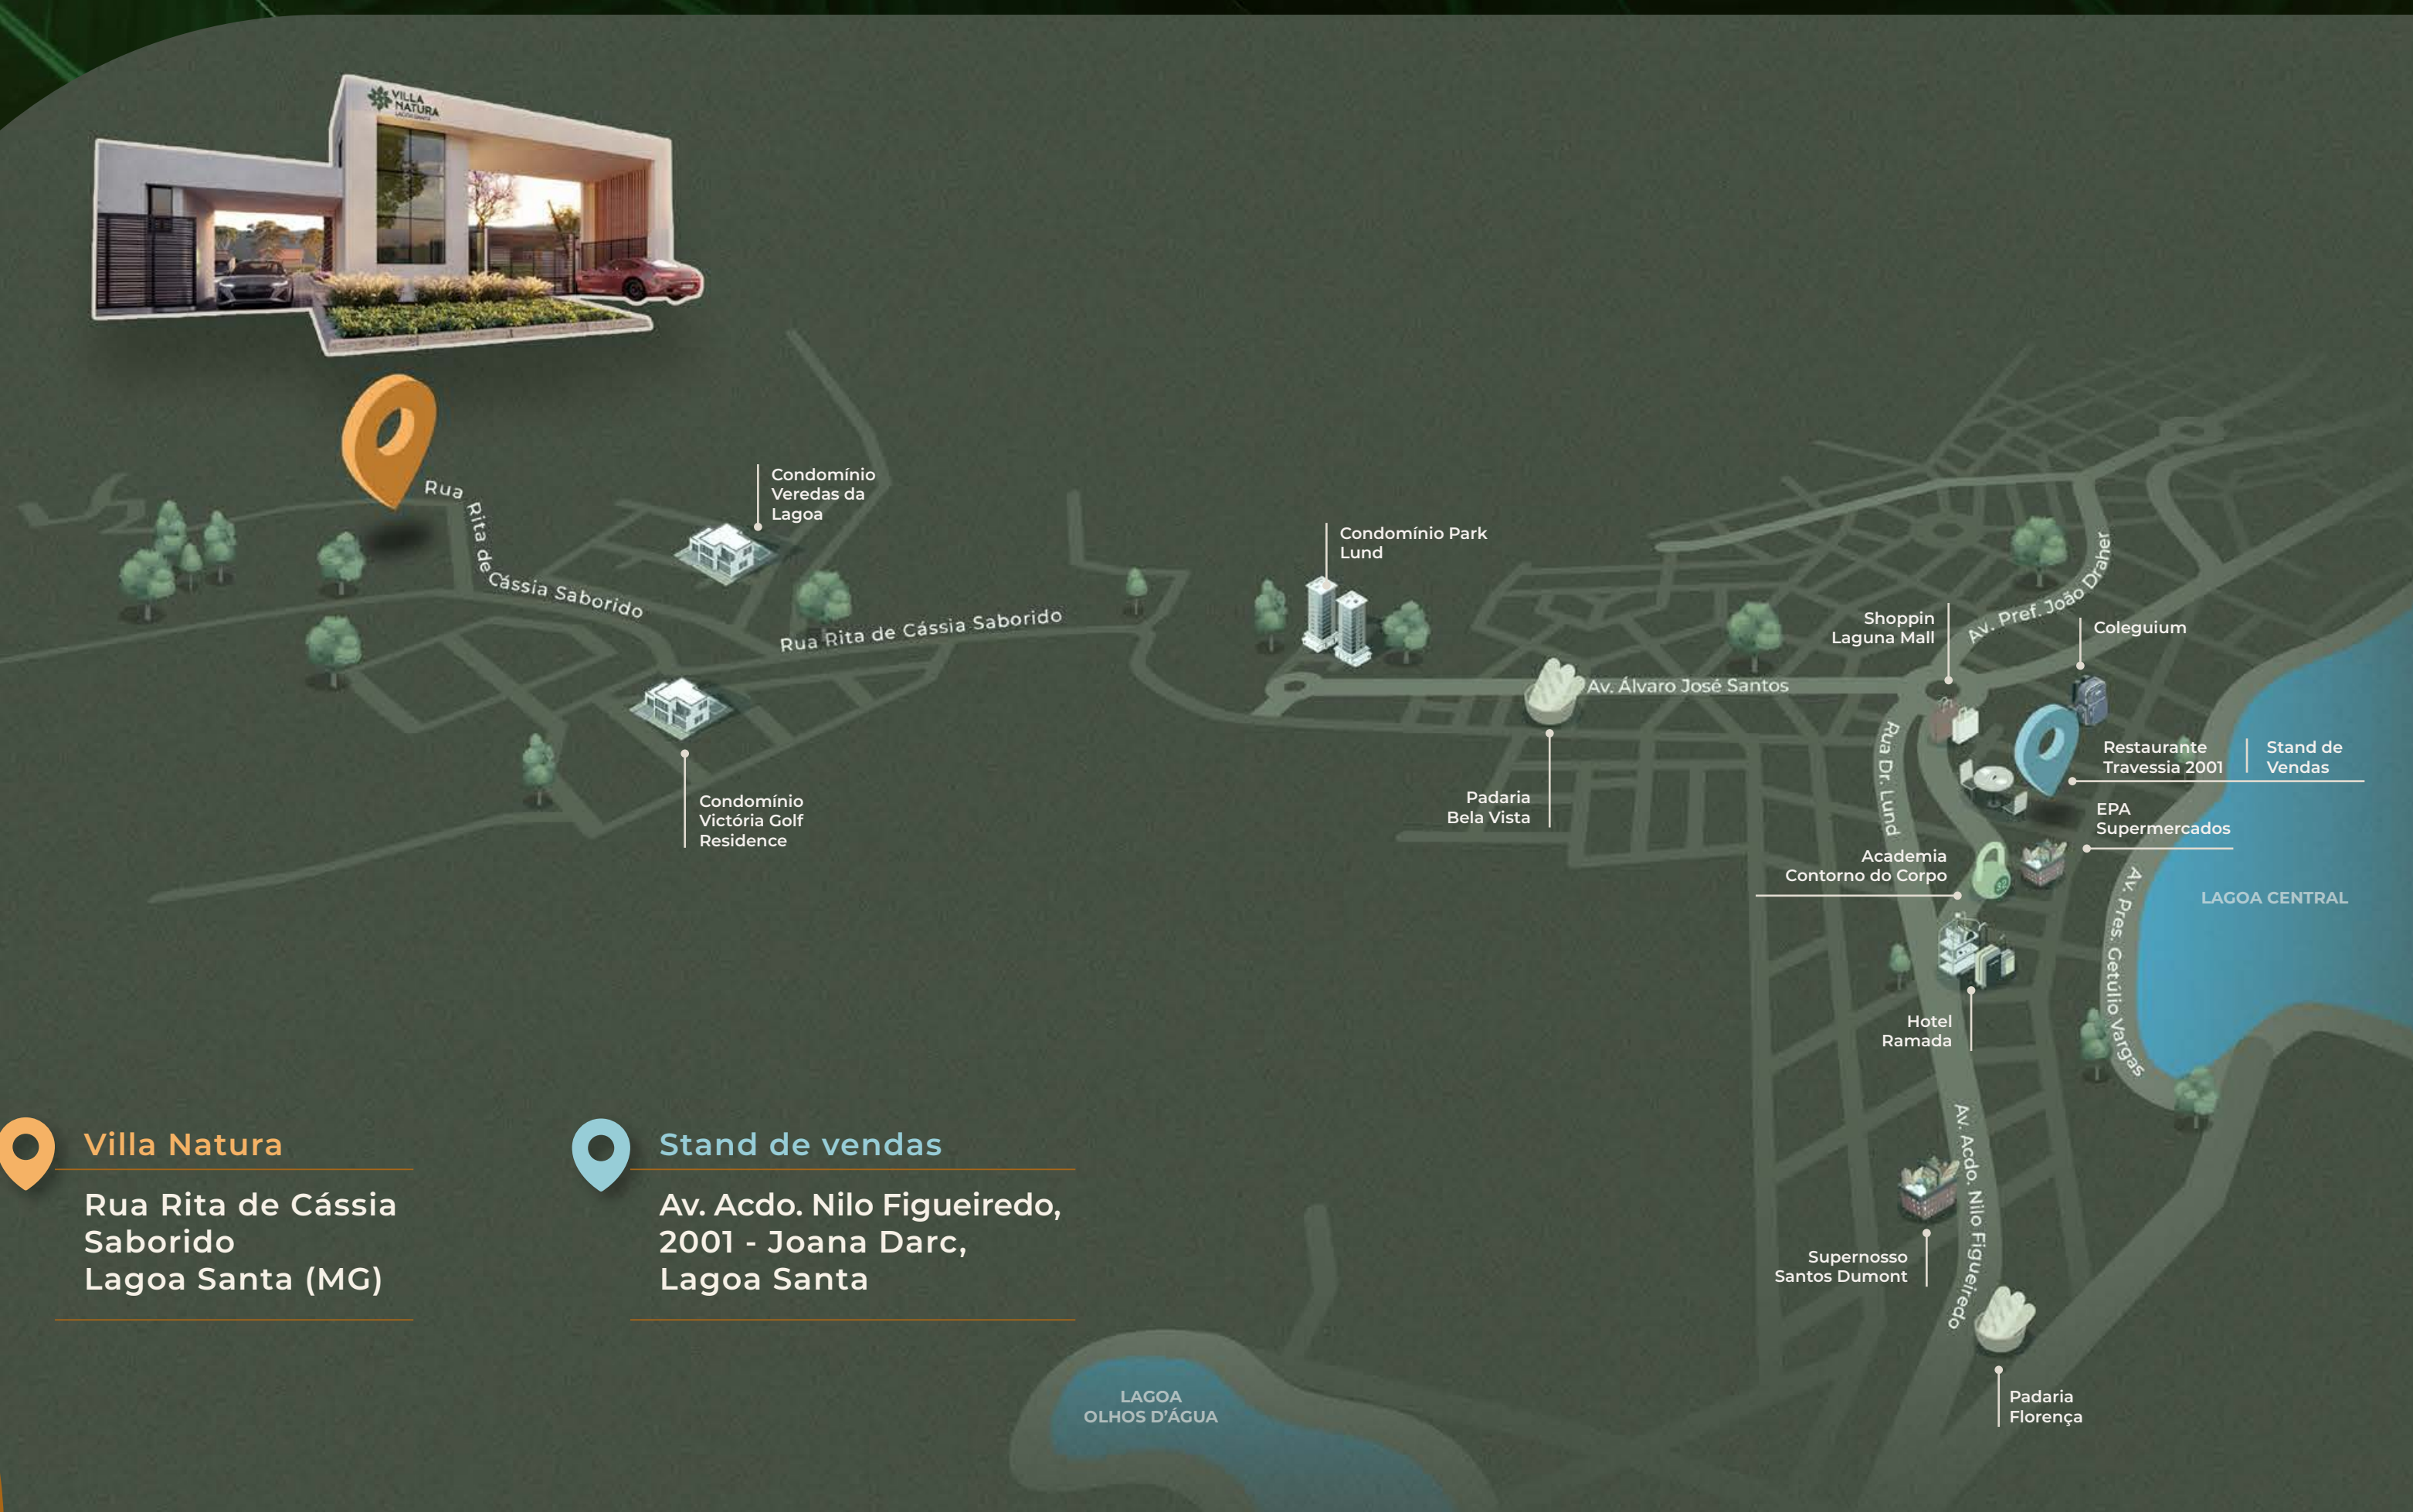 VILLA
NATURA
LAGOA SANTA
Rua Rita de Cássia Saborido
Condomínio
Veredas da
Lagoa
Rua Rita de Cássia Saborido
Condomínio
Victória Golf
Residence
Condomínio Park
Lund
Av. Álvaro José Santos
Padaria
Bela Vista
Shoppin
Laguna Mall
Av. Pref. João Draher
Coleguium
Rua Dr. Lund
Restaurante
Travessia 2001
Stand de
Vendas
EPA
Supermercados
Academia
Contorno do Corpo
32
LAGOA CENTRAL
Av. Pres. Getúlio Vargas
Hotel
Ramada
Av. Acdo. Nilo Figueiredo
Supernosso
Santos Dumont
Padaria
Florença
Villa Natura
Rua Rita de Cássia
Saborido
Lagoa Santa (MG)
Stand de vendas
Av. Acdo. Nilo Figueiredo,
2001 - Joana Darc,
Lagoa Santa
LAGOA
OLHOS D'ÁGUA